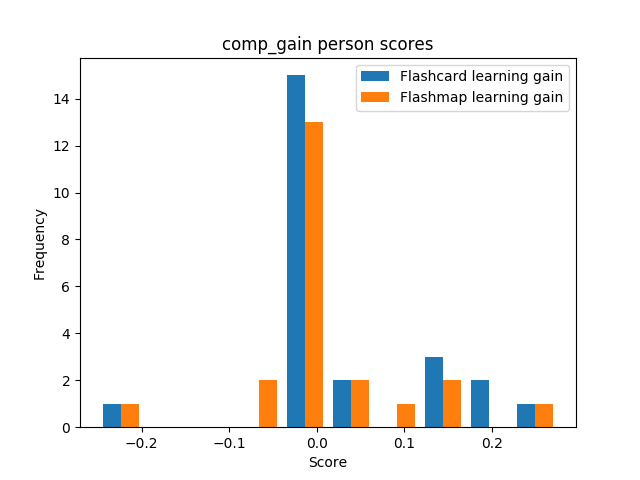 comp_gain person scores
Flashcard learning gain
Flashmap learning gain
14
12
10
8
6
4
2
0
Frequency
−0.2
−0.1
0.0
0.1
0.2
Score